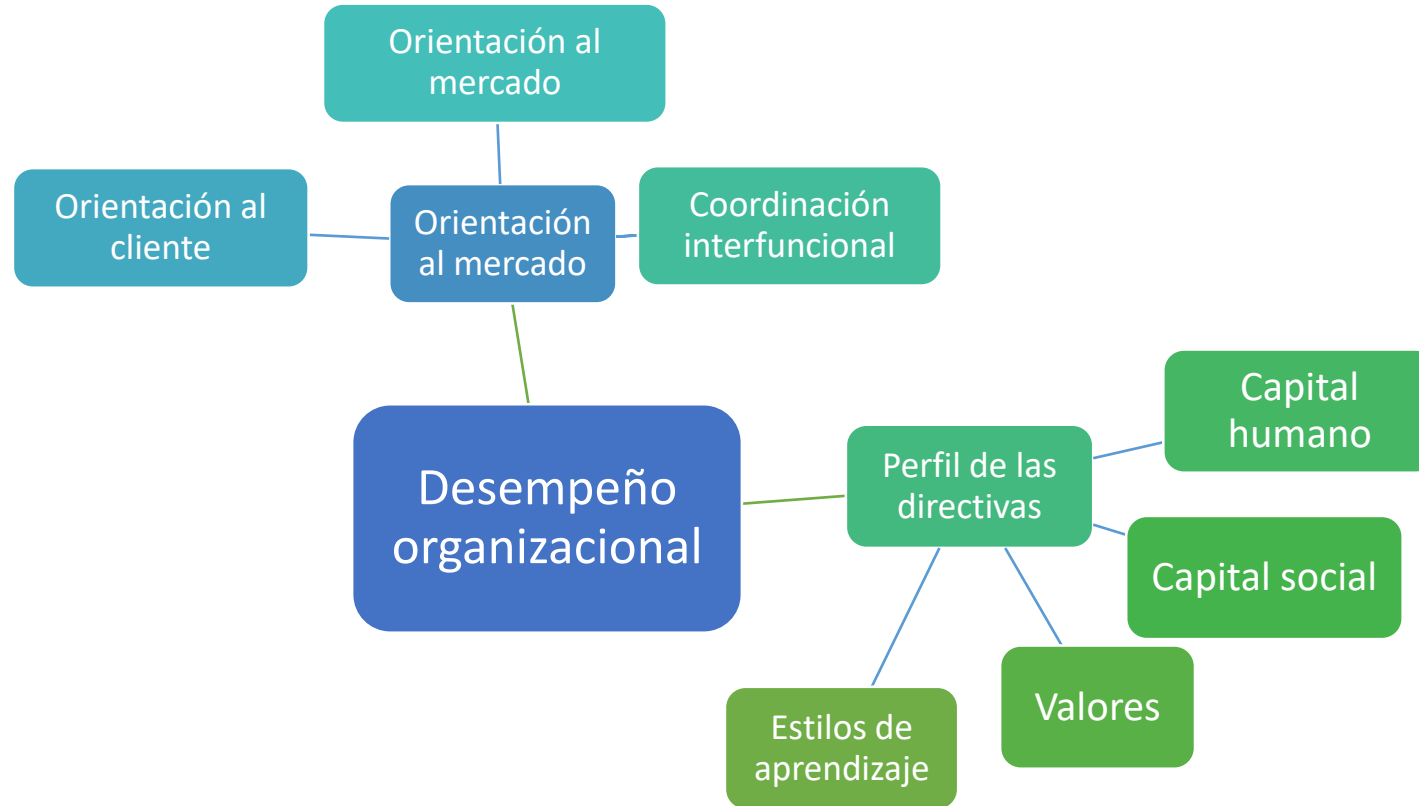 Orientación al
mercado
Orientación al
cliente
Orientación
al mercado
Coordinación
interfuncional
Desempeño
organizacional
Perfil de las
directivas
Capital
humano
Capital social
Valores
Estilos de
aprendizaje